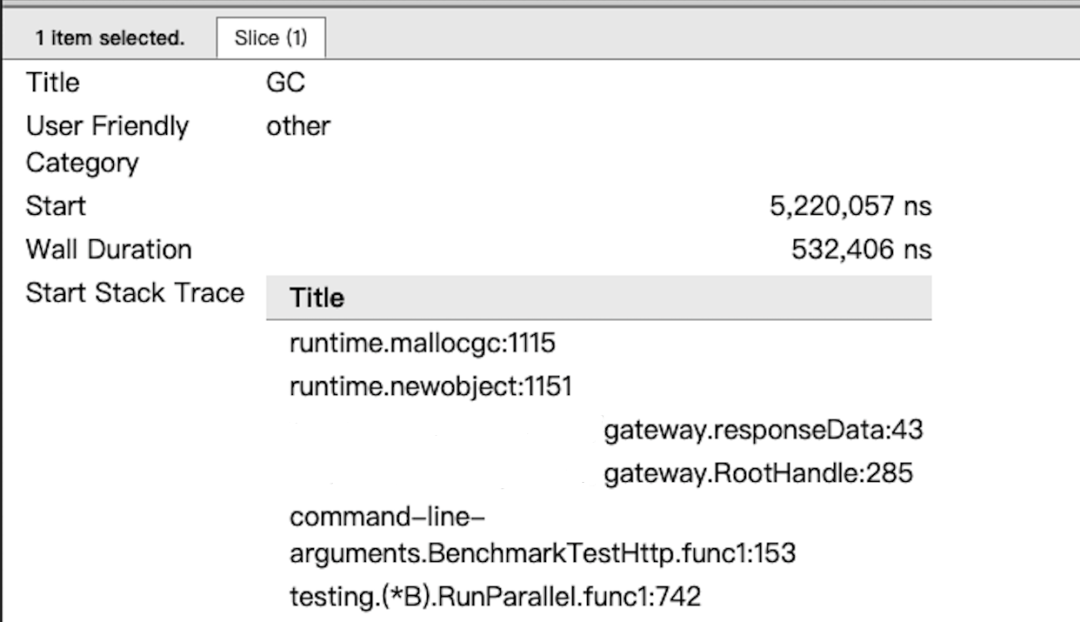 1 item selected. Slice (1)
Title GC
User Friendly other
Category
Start 5,220,057 ns
Wall Duration 532,406 ns
Start Stack Trace Title
runtime.mallocgc:1115
runtime.newobject:1151
gateway.responseData:43
gateway.RootHandle:285
command-line-
arguments.BenchmarkTestHttp.func1:153
testing.(*B).RunParallel.func1:742